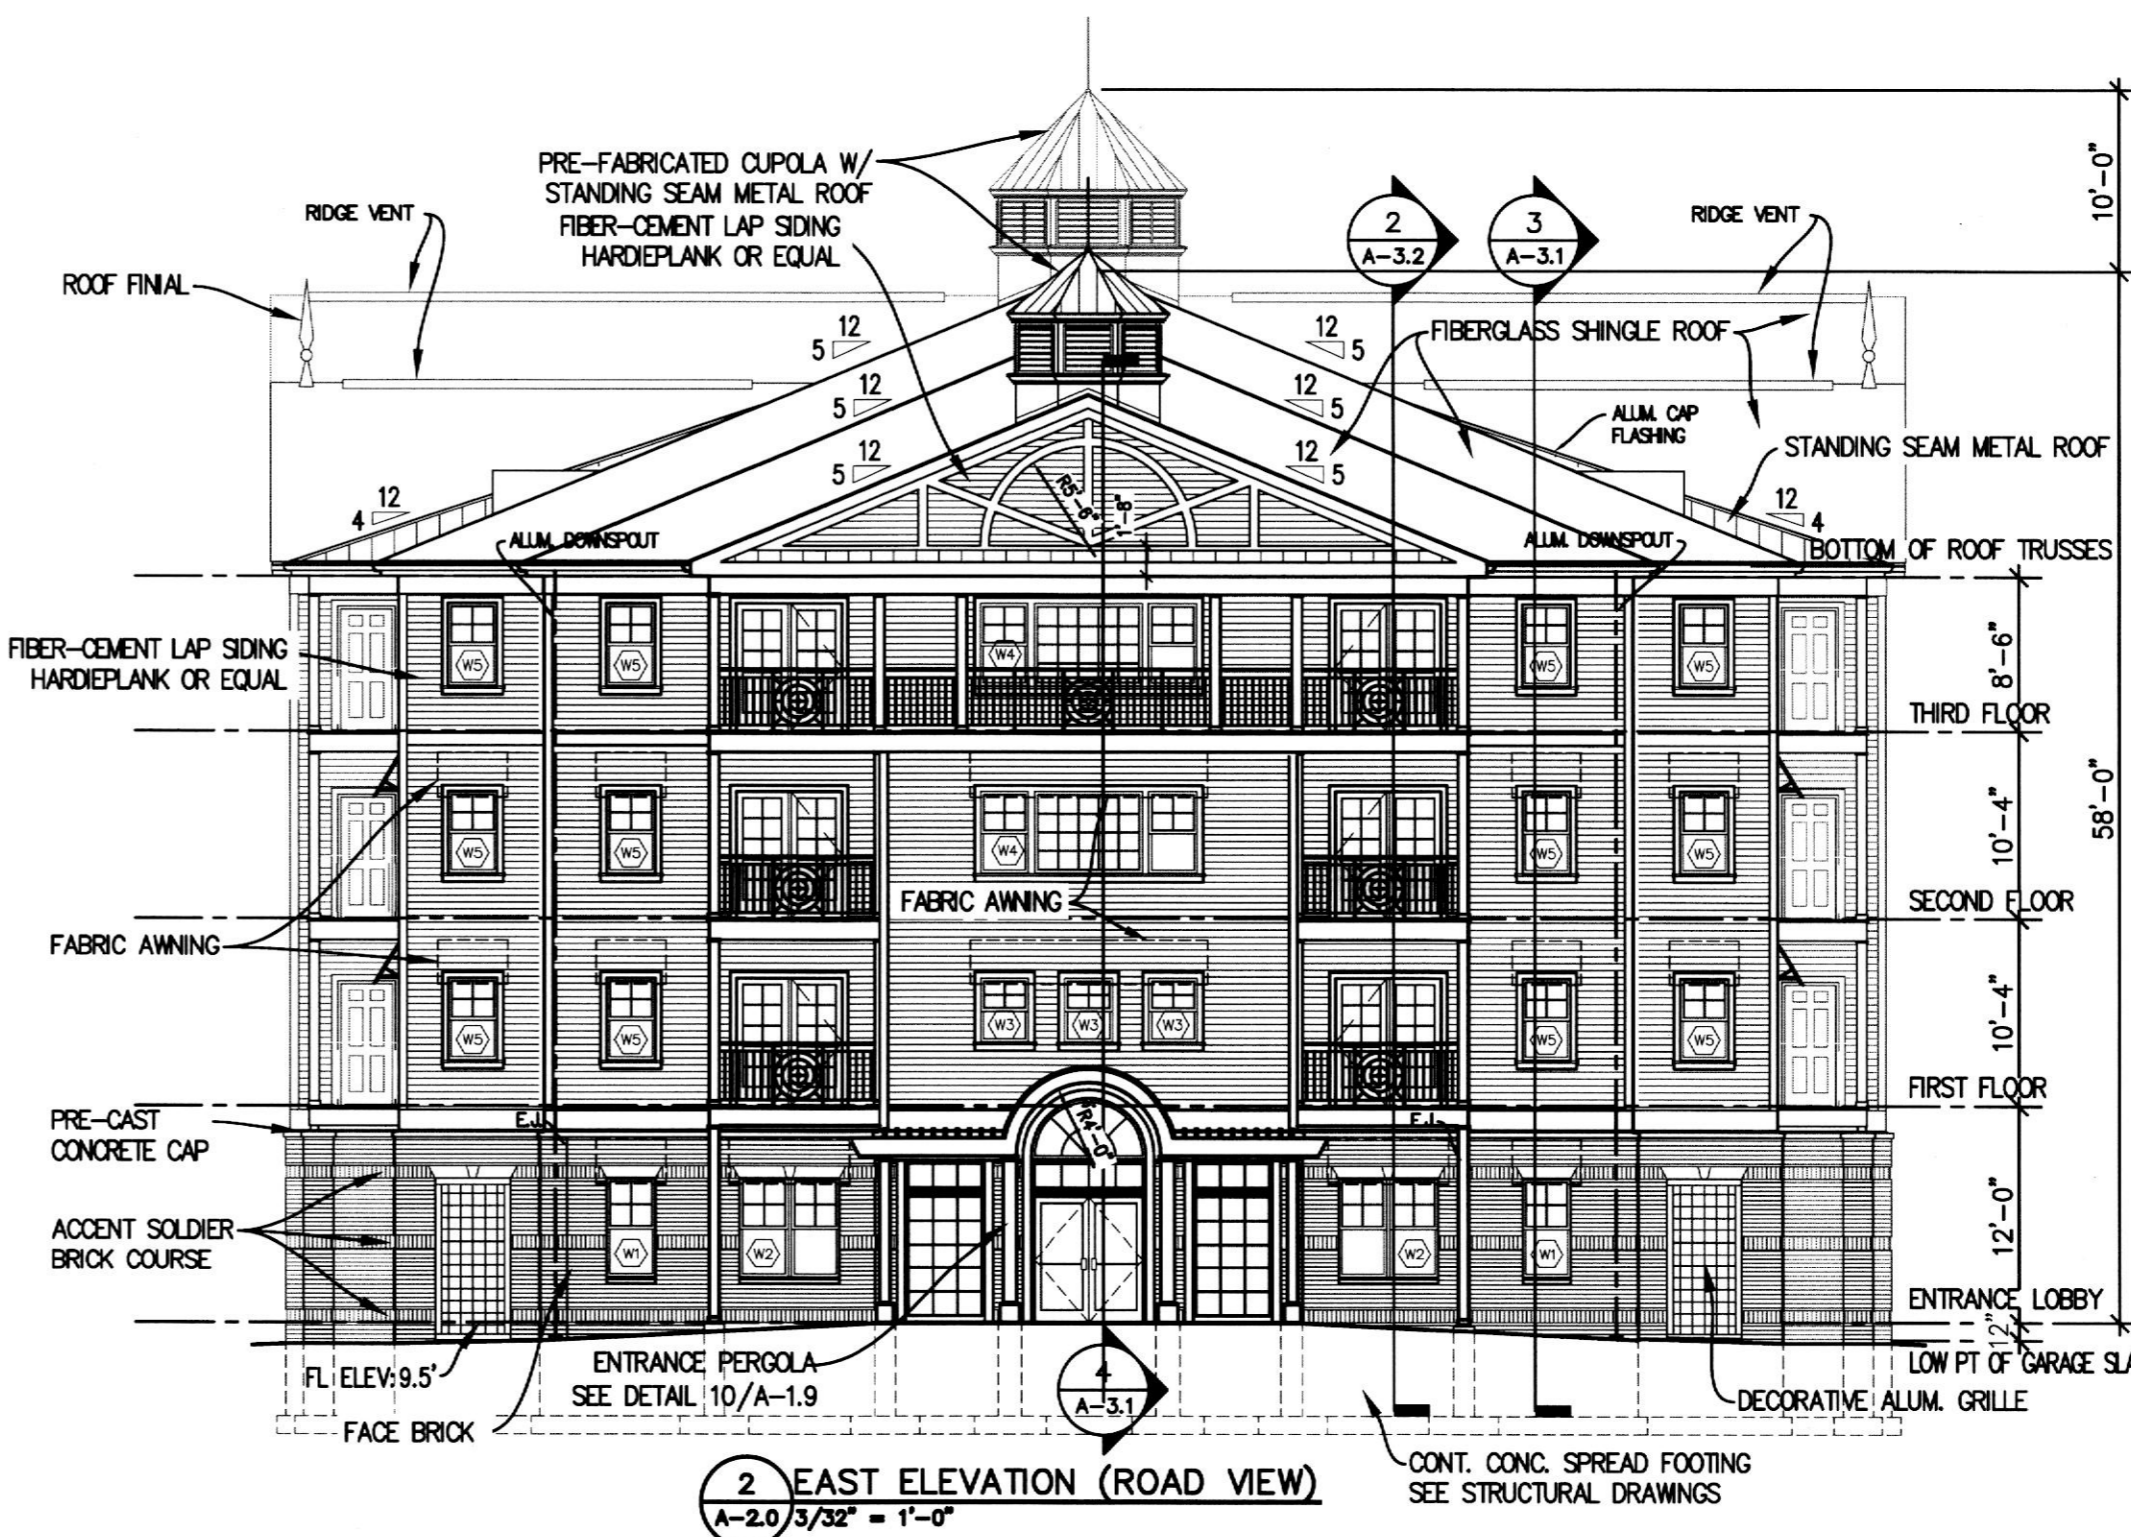 10'-0"
PRE-FABRICATED CUPOLA W/
STANDING SEAM METAL ROOF
FIBER-CEMENT LAP SIDING
HARDIEPLANK OR EQUAL
RIDGE VENT
2
A-3.2
3
A-3.1
RIDGE VENT
ROOF FINIAL
12
5
12
5
FIBERGLASS SHINGLE ROOF
12
5
12
5
ALUM. CAP
FLASHING
12
5
12
5
STANDING SEAM METAL ROOF
R5'-6"
1'-8"
12
4
12
4
ALUM. DOWNSPOUT
ALUM. DOWNSPOUT
BOTTOM OF ROOF TRUSSES
FIBER-CEMENT LAP SIDING
HARDIEPLANK OR EQUAL
W5
W5
W4
W5
W5
8'-6"
THIRD FLOOR
58'-0"
W5
W5
W4
W5
W5
10'-4"
FABRIC AWNING
SECOND FLOOR
FABRIC AWNING
W5
W5
W3
W3
W3
W5
W5
10'-4"
FIRST FLOOR
PRE-CAST
CONCRETE CAP
E.J.
R4'-0"
E.J.
ACCENT SOLDIER
BRICK COURSE
W1
W2
W2
W1
12'-0"
ENTRANCE LOBBY
12"
LOW PT OF GARAGE
FL ELEV: 9.5'
ENTRANCE PERGOLA
SEE DETAIL 10/A-1.9
4
A-3.1
DECORATIVE ALUM. GRILLE
FACE BRICK
CONT. CONC. SPREAD FOOTING
SEE STRUCTURAL DRAWINGS
2
A-2.0
EAST ELEVATION (ROAD VIEW)
3/32" = 1'-0"